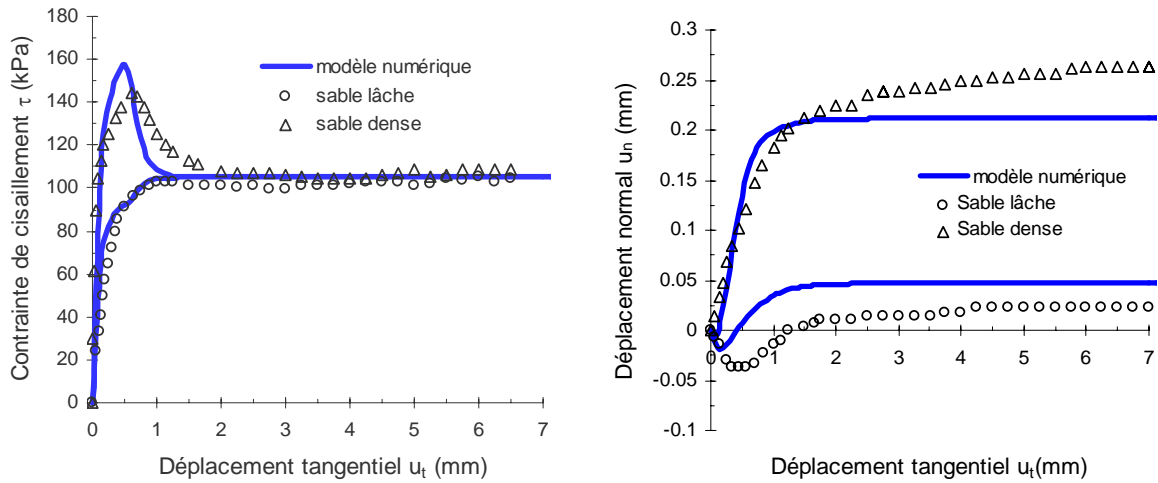 Contrainte de cisaillement τ (kPa)
180
160
140
120
100
80
60
40
20
0
0 1 2 3 4 5 6 7
Déplacement tangentiel ut (mm)
modèle numérique
sable lâche
sable dense
Déplacement normal un (mm)
0.3
0.25
0.2
0.15
0.1
0.05
0
-0.05
-0.1
0 1 2 3 4 5 6 7
modèle numérique
Sable lâche
Sable dense
Déplacement tangentiel ut(mm)